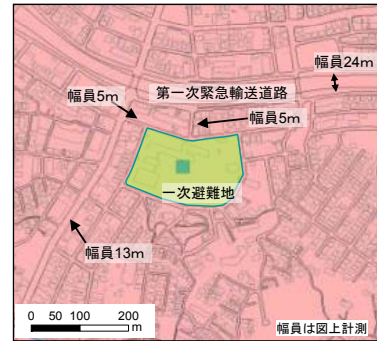 幅員24m
幅員5m
第一次緊急輸送道路
幅員5m
一次避難地
幅員13m
0 50 100 200
m
幅員は図上計測